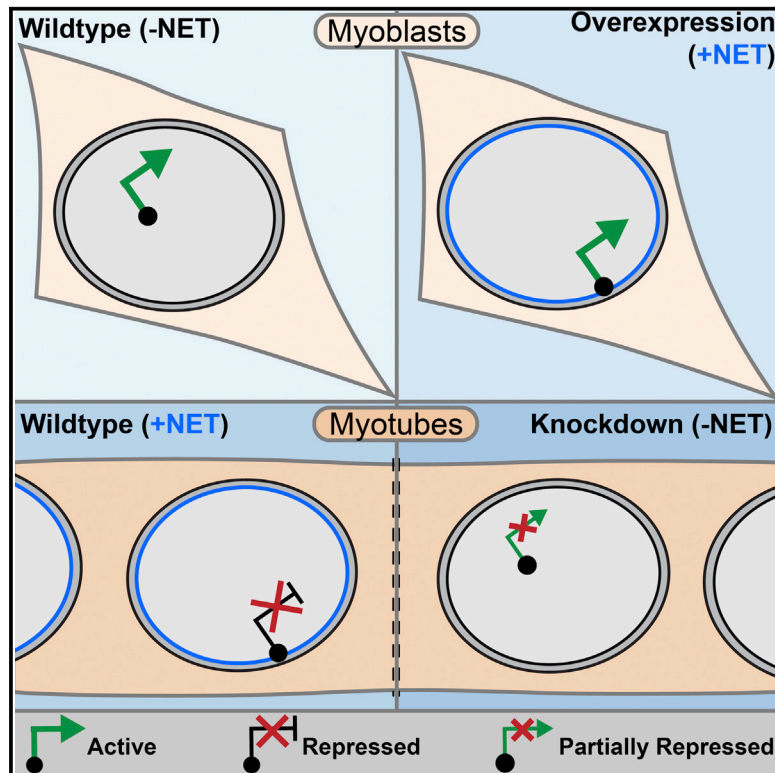 Wildtype (-NET)
Myoblasts
Overexpression
(+NET)
Wildtype (+NET)
Myotubes
Knockdown (-NET)
Active
Repressed
Partially Repressed